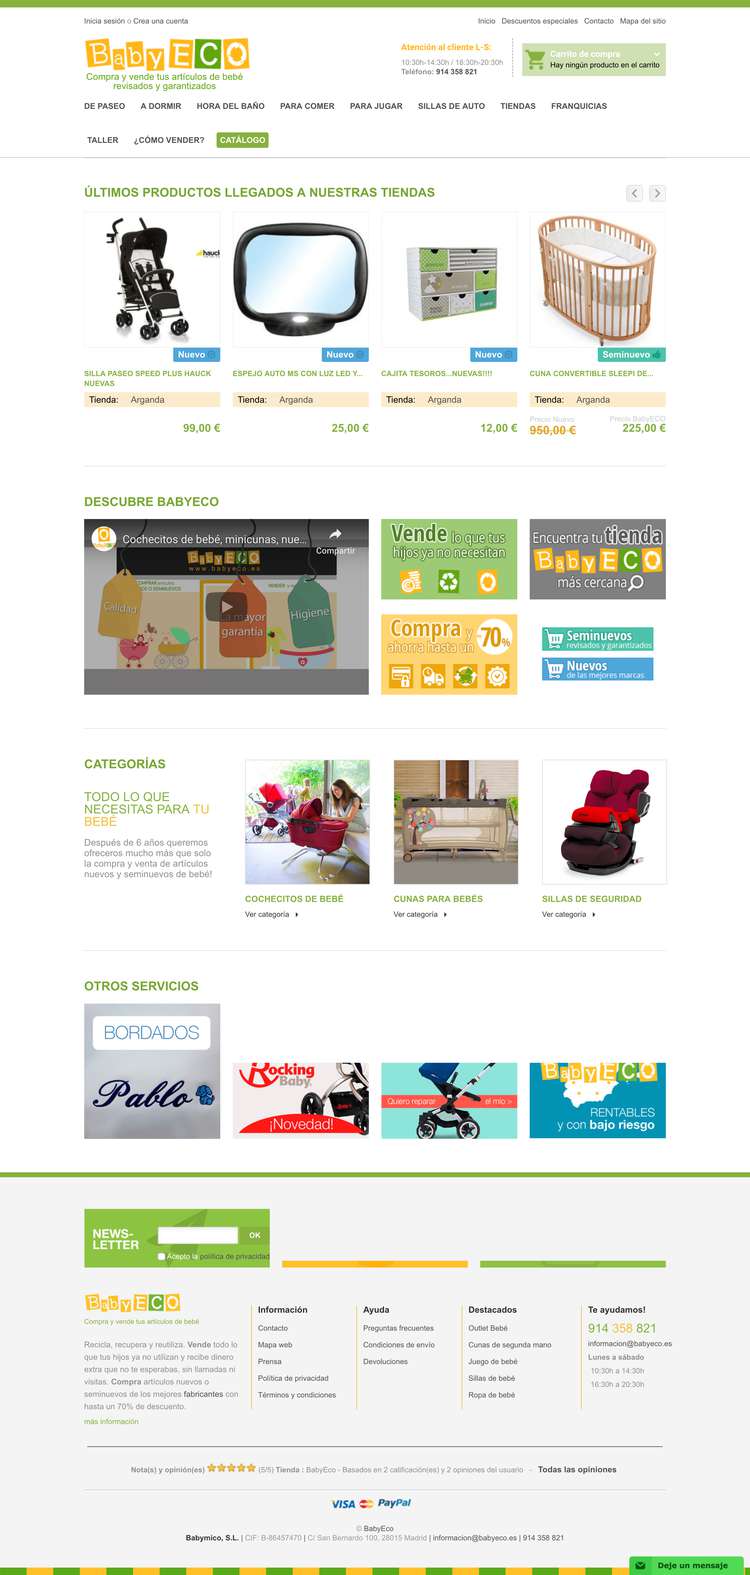 Inicia sesión o Crea una cuenta
Inicio Descuentos especiales Contacto Mapa del sitio
BabyECO
Compra y vende tus artículos de bebé
revisados y garantizados
Atención al cliente L-S:
10:30h-14:30h / 16:30h-20:30h
Teléfono: 914 358 821
Carrito de compra
Hay ningún producto en el carrito
DE PASEO A DORMIR HORA DEL BAÑO PARA COMER PARA JUGAR SILLAS DE AUTO TIENDAS FRANQUICIAS
TALLER ¿CÓMO VENDER? CATÁLOGO
ÚLTIMOS PRODUCTOS LLEGADOS A NUESTRAS TIENDAS
hauck
Nuevo
Nuevo
Nuevo
Seminuevo
SILLA PASEO SPEED PLUS HAUCK NUEVAS
Tienda: Arganda
99,00 €
ESPEJO AUTO MS CON LUZ LED Y...
Tienda: Arganda
25,00 €
CAJITA TESOROS...NUEVAS!!!!
Tienda: Arganda
12,00 €
CUNA CONVERTIBLE SLEEPI DE...
Tienda: Arganda
Precio Nuevo Precio BabyECO
950,00 € 225,00 €
DESCUBRE BABYECO
Cochecitos de bebé, minicunas, nue...
Compartir
BabyECO
www.babyeco.es
Calidad
La mayor garantía
Higiene
Vende lo que tus
hijos ya no necesitan
Encuentra tu tienda
BabyECO
más cercana
Compra y
ahorra hasta un -70%
Seminuevos
revisados y garantizados
Nuevos
de las mejores marcas
CATEGORÍAS
TODO LO QUE
NECESITAS PARA TU
BEBÉ
Después de 6 años queremos
ofreceros mucho más que solo
la compra y venta de artículos
nuevos y seminuevos de bebé!
COCHECITOS DE BEBÉ
Ver categoría
CUNAS PARA BEBÉS
Ver categoría
SILLAS DE SEGURIDAD
Ver categoría
OTROS SERVICIOS
BORDADOS
Pablo
Rocking
Baby
¡Novedad!
Quiero reparar el mío >
BabyECO
RENTABLES
y con bajo riesgo
NEWS-
LETTER
OK
Acepto la política de privacidad
BabyECO
Compra y vende tus artículos de bebé
Recicla, recupera y reutiliza. Vende todo lo
que tus hijos ya no utilizan y recibe dinero
extra que no te esperabas, sin llamadas ni
visitas. Compra artículos nuevos o
seminuevos de los mejores fabricantes con
hasta un 70% de descuento.
más información
Información
Contacto
Mapa web
Prensa
Política de privacidad
Términos y condiciones
Ayuda
Preguntas frecuentes
Condiciones de envío
Devoluciones
Destacados
Outlet Bebé
Cunas de segunda mano
Juego de bebé
Sillas de bebé
Ropa de bebé
Te ayudamos!
914 358 821
informacion@babyeco.es
Lunes a sábado
10:30h a 14:30h
16:30h a 20:30h
Nota(s) y opinión(es) (5/5) Tienda : BabyEco - Basados en 2 calificación(es) y 2 opiniones del usuario - Todas las opiniones
VISA PayPal
© BabyEco
Babymico, S.L. | CIF: B-86457470 | C/ San Bernardo 109, 28015 Madrid | informacion@babyeco.es | 914 358 821
Deje un mensaje